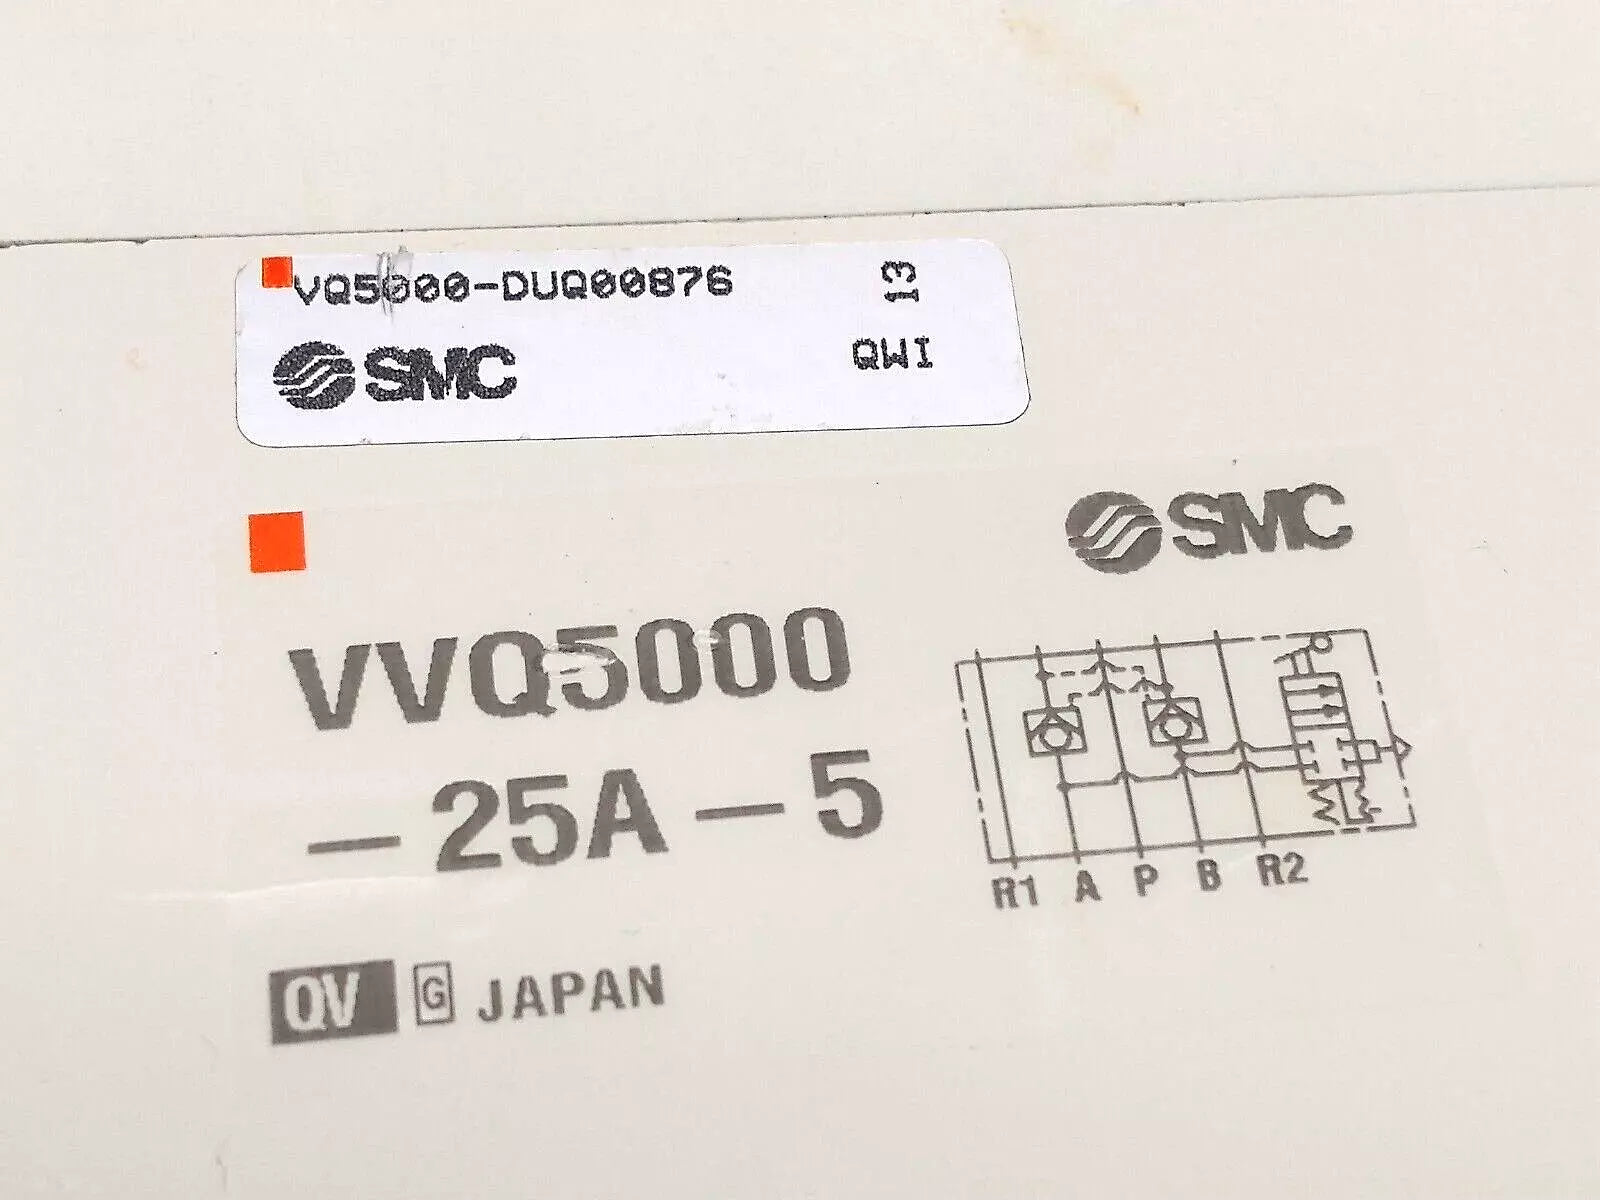 VQ5000-DUQ00876 13
SMC QWI
SMC
VVQ5000
-25A-5
R1 A P B R2
QV G JAPAN